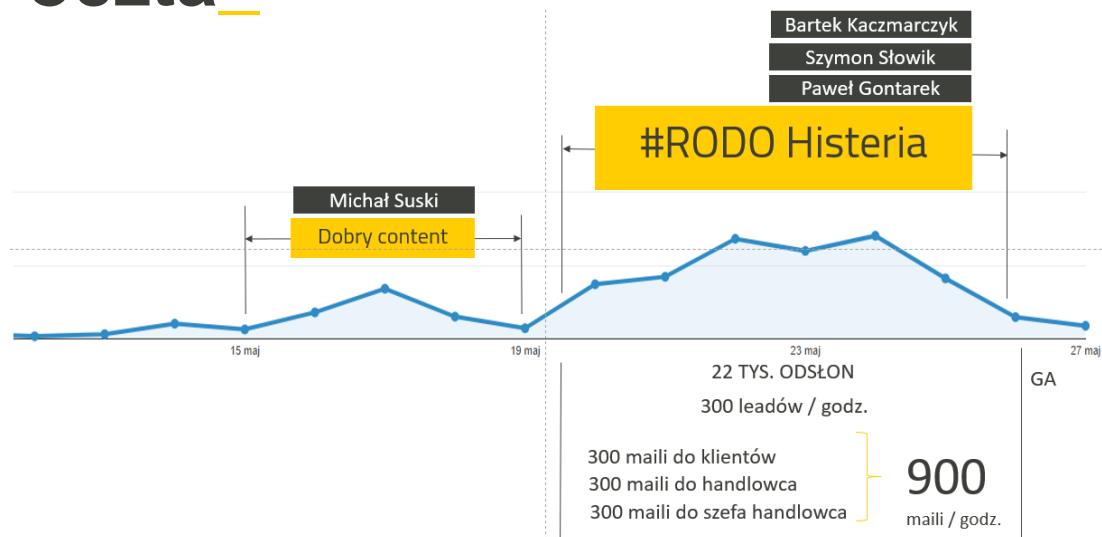 Bartek Kaczmarczyk
Szymon Słowik
Paweł Gontarek
#RODO Histeria
Michał Suski
Dobry content
15 maj
19 maj
23 maj
27 maj
22 TYS. ODSŁON
GA
300 leadów / godz.
300 maili do klientów
300 maili do handlowca
300 maili do szefa handlowca
900
maili / godz.